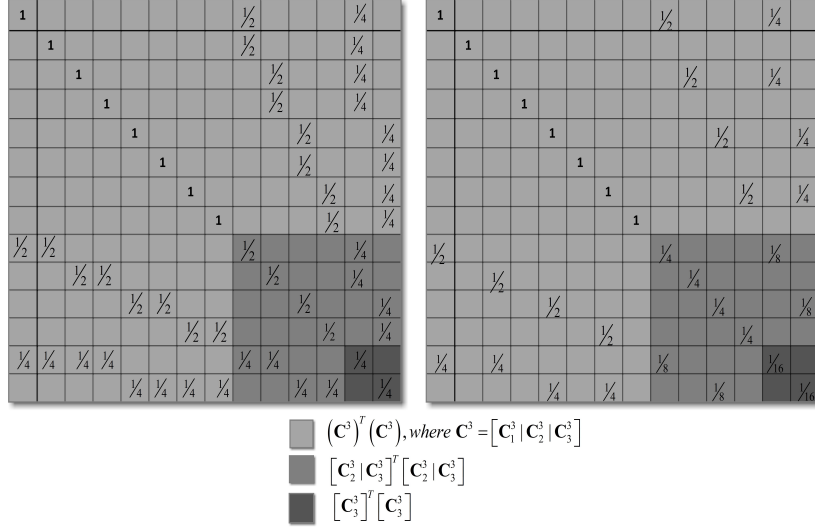 1 1/2 1/4
1 1/2 1/4
1 1/2 1/4
1 1/2 1/4
1 1/2 1/4
1 1/2 1/4
1 1/2 1/4
1 1/2 1/4
1/2 1/2 1/2 1/4
1/2 1/2 1/2 1/4
1/2 1/2 1/2 1/4
1/2 1/2 1/2 1/4
1/4 1/4 1/4 1/4 1/4 1/4 1/4
1/4 1/4 1/4 1/4 1/4 1/4 1/4
1 1/2 1/4
1
1 1/2 1/4
1
1 1/2 1/4
1
1 1/2 1/4
1
1/2 1/4 1/8
1/2 1/4
1/2 1/4 1/8
1/2 1/4
1/4 1/4 1/8 1/16
1/4 1/4 1/8 1/16
(C³)ᵀ(C³), where C³ = [C₁³ | C₂³ | C₃³]
[C₂³ | C₃³]ᵀ [C₂³ | C₃³]
[C₃³]ᵀ [C₃³]